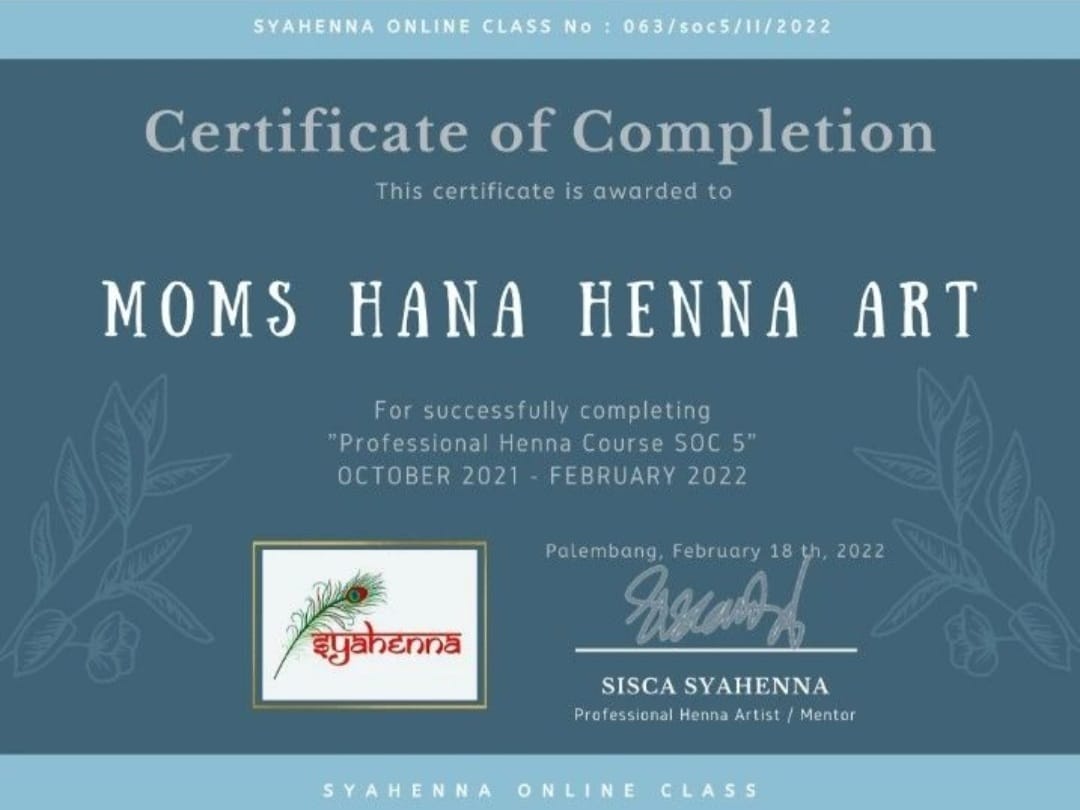 SYAHENNA ONLINE CLASS No : 063/soc5/II/2022
Certificate of Completion
This certificate is awarded to
MOMS HANA HENNA ART
For successfully completing
"Professional Henna Course SOC 5"
OCTOBER 2021 - FEBRUARY 2022
Palembang, February 18 th, 2022
syahenna
SISCA SYAHENNA
Professional Henna Artist / Mentor
SYAHENNA ONLINE CLASS